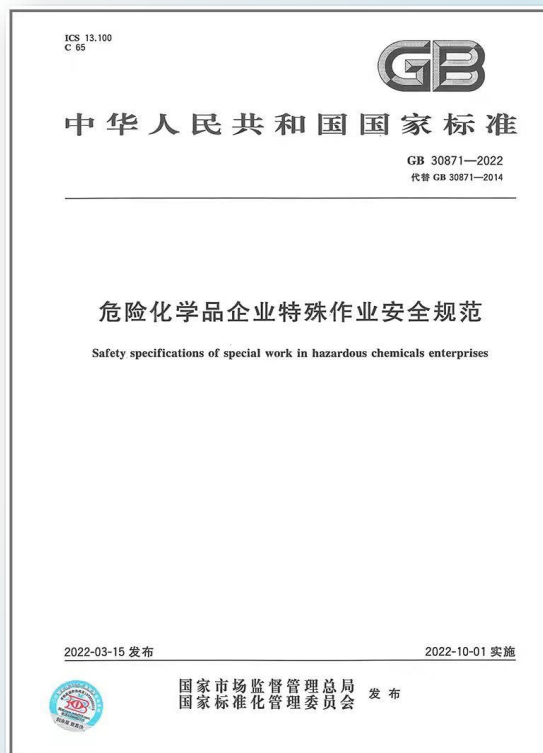 ICS 13.100
C 65
GB
中华人民共和国国家标准
GB 30871—2022
代替 GB 30871—2014
危险化学品企业特殊作业安全规范
Safety specifications of special work in hazardous chemicals enterprises
2022-03-15 发布
2022-10-01 实施
国家市场监督管理总局
国家标准化管理委员会
发布